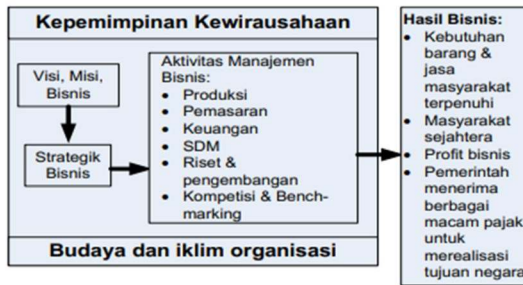 Kepemimpinan Kewirausahaan
Visi, Misi,
Bisnis
Strategik
Bisnis
Aktivitas Manajemen
Bisnis:
• Produksi
• Pemasaran
• Keuangan
• SDM
• Riset &
pengembangan
• Kompetisi & Bench-
marking
Budaya dan iklim organisasi
Hasil Bisnis:
• Kebutuhan
barang &
jasa
masyarakat
terpenuhi
• Masyarakat
sejahtera
• Profit bisnis
• Pemerintah
menerima
berbagai
macam pajak
untuk
merealisasi
tujuan negara